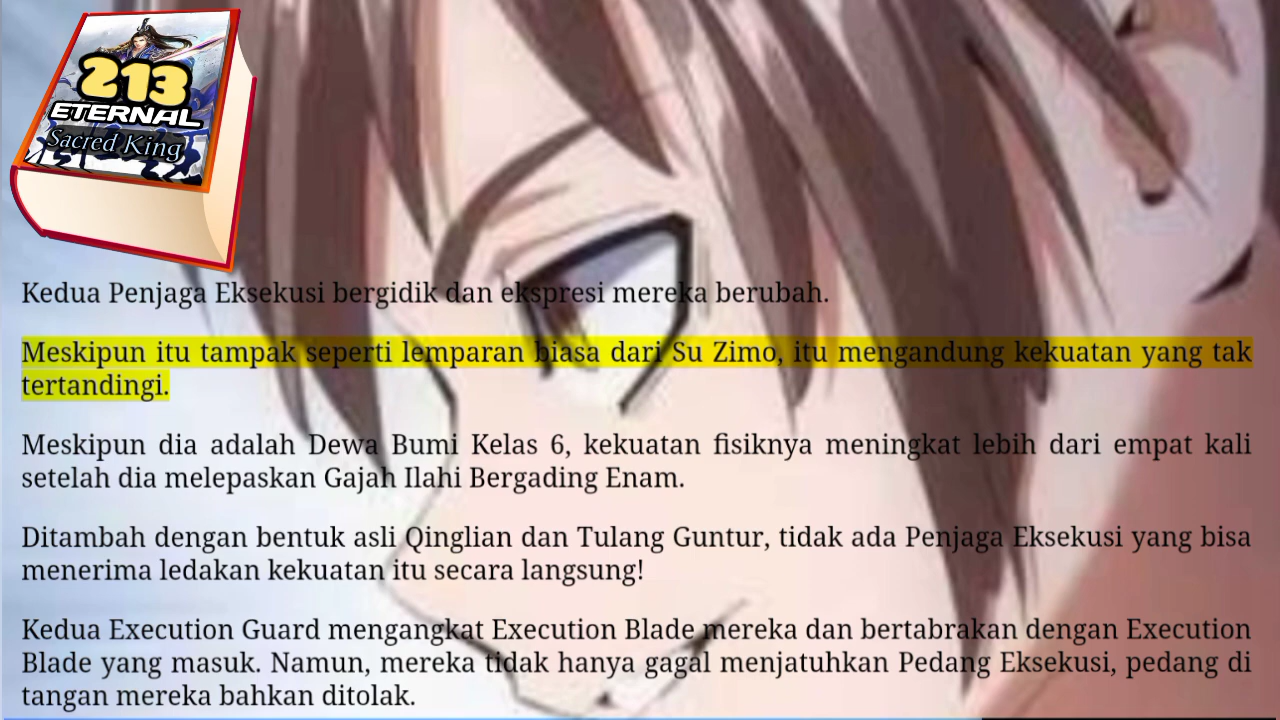 213
ETERNAL
Sacred King
Kedua Penjaga Eksekusi bergidik dan ekspresi mereka berubah.
Meskipun itu tampak seperti lemparan biasa dari Su Zimo, itu mengandung kekuatan yang tak
tertandingi.
Meskipun dia adalah Dewa Bumi Kelas 6, kekuatan fisiknya meningkat lebih dari empat kali
setelah dia melepaskan Gajah Ilahi Bergading Enam.
Ditambah dengan bentuk asli Qinglian dan Tulang Guntur, tidak ada Penjaga Eksekusi yang bisa
menerima ledakan kekuatan itu secara langsung!
Kedua Execution Guard mengangkat Execution Blade mereka dan bertabrakan dengan Execution
Blade yang masuk. Namun, mereka tidak hanya gagal menjatuhkan Pedang Eksekusi, pedang di
tangan mereka bahkan ditolak.